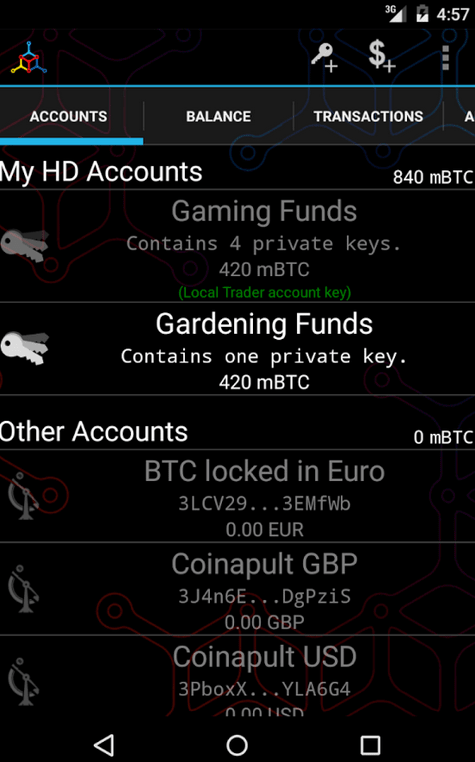 3G 4:57
ACCOUNTS BALANCE TRANSACTIONS A
My HD Accounts 840 mBTC
Gaming Funds
Contains 4 private keys.
420 mBTC
(Local Trader account key)
Gardening Funds
Contains one private key.
420 mBTC
Other Accounts 0 mBTC
BTC locked in Euro
3LCV29...3EMfWb
0.00 EUR
Coinapult GBP
3J4n6E...DgPziS
0.00 GBP
Coinapult USD
3PboxX...YLA6G4
0.00 USD